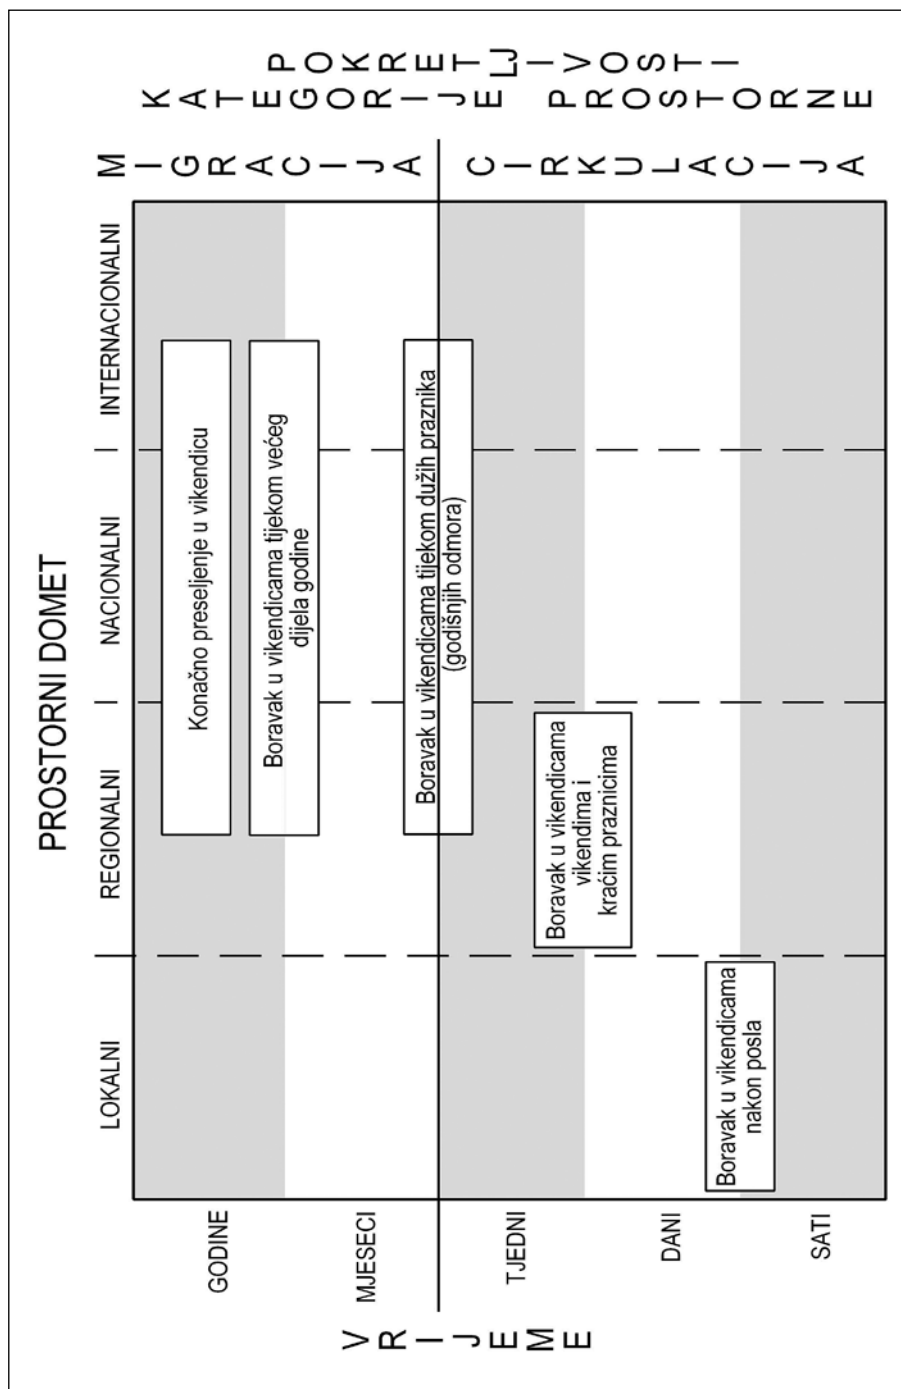 PROSTORNI DOMET
LOKALNI
REGIONALNI
NACIONALNI
INTERNACIONALNI
VRIJEME
GODINE
MJESECI
TJEDNI
DANI
SATI
Konačno preseljenje u vikendicu
Boravak u vikendicama tijekom većeg
dijela godine
Boravak u vikendicama tijekom dužih praznika
(godišnjih odmora)
Boravak u vikendicama
vikendima i
kraćim praznicima
Boravak u vikendicama
nakon posla
MIGRACIJA
CIRKULACIJA
KATEGORIJE PROSTORNE
POKRETLJIVOSTI